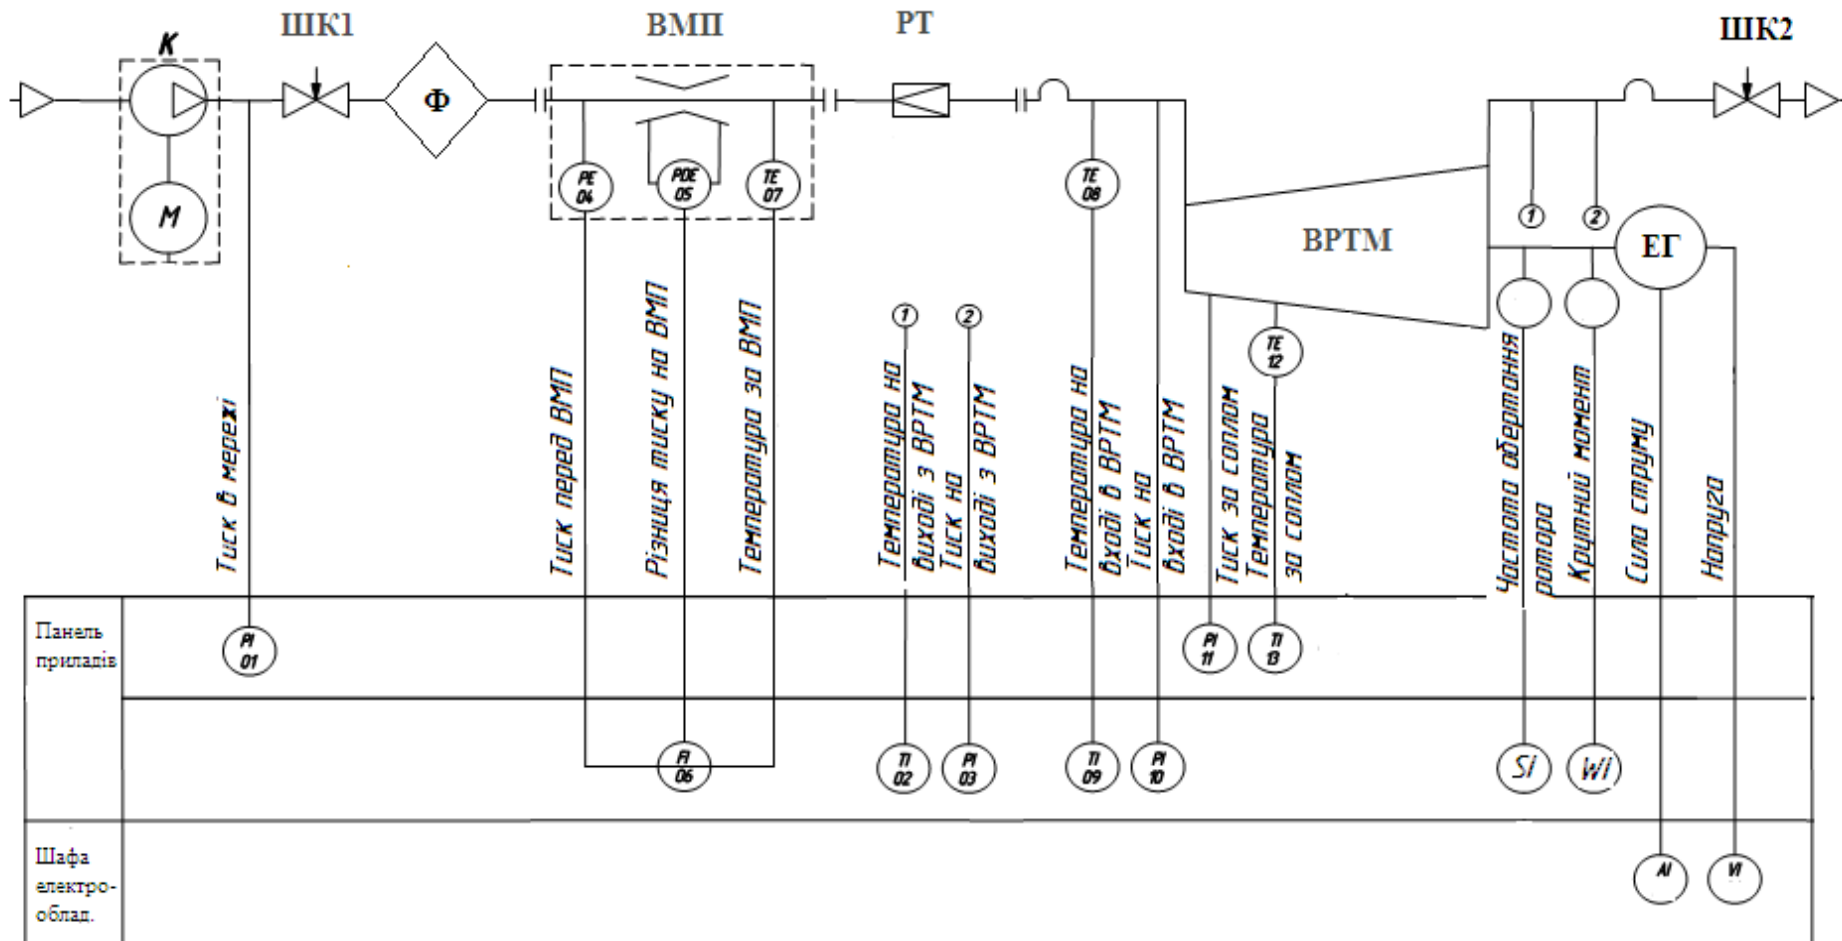 К
ШК1
ВМП
РТ
ШК2
Ф
М
PE
04
PDE
05
TE
07
TE
08
ВРТМ
1
2
ЕГ
1
2
TE
12
Тиск в мережі
Тиск перед ВМП
Різниця тиску на ВМП
Температура за ВМП
Температура на
виході з ВРТМ
Тиск на
виході з ВРТМ
Температура на
вході в ВРТМ
Тиск на
вході в ВРТМ
Тиск за соплом
Температура
за соплом
Частота обертання
ротора
Крутний момент
Сила струму
Напруга
Панель
приладів
PI
01
PI
11
TI
13
FI
06
TI
02
PI
03
TI
09
PI
10
SI
WI
Шафа
електро-
облад.
AI
VI